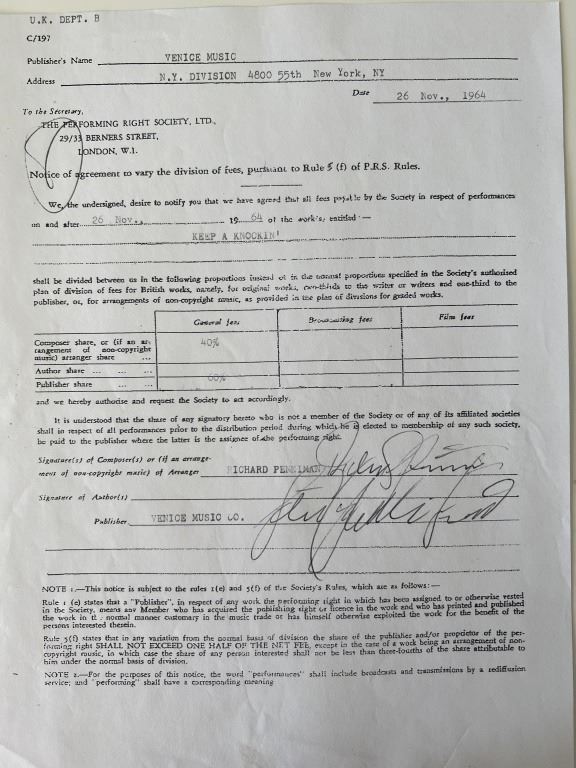 U.K. DEPT. B
C/197
Publisher's Name VENICE MUSIC
Address N.Y. DIVISION 4800 55th New York, NY
Date 26 Nov., 1964
To the Secretary,
THE PERFORMING RIGHT SOCIETY, LTD.,
29/33 BERNERS STREET,
LONDON, W.1.
Notice of agreement to vary the division of fees, pursuant to Rule 5 (f) of P.R.S. Rules.
We, the undersigned, desire to notify you that we have agreed that all fees payable by the Society in respect of performances
on and after 26 Nov., 19 64 of the work/s, entitled —
KEEP A KNOCKIN'
shall be divided between us in the following proportions instead of in the normal proportions specified in the Society's authorised
plan of division of fees for British works, namely, for original works, two-thirds to the writer or writers and one-third to the
publisher, or, for arrangements of non-copyright music, as provided in the plan of divisions for graded works.
General fees Broadcasting fees Film fees
Composer share, or (if an ar-
rangement of non-copyright
music) arranger share ... 40%
Author share ... ... ...
Publisher share ... ... 60%
and we hereby authorise and request the Society to act accordingly.
It is understood that the share of any signatory hereto who is not a member of the Society or of any of its affiliated societies
shall in respect of all performances prior to the distribution period during which he is elected to membership of any such society,
be paid to the publisher where the latter is the assignee of the performing right.
Signature(s) of Composer(s) or (if an arrange-
ment of non-copyright music) of Arranger RICHARD PENNIMAN
Signature of Author(s)
Publisher VENICE MUSIC CO.
NOTE 1.—This notice is subject to the rules 1(e) and 5(f) of the Society's Rules, which are as follows:—
Rule 1 (e) states that a "Publisher", in respect of any work the performing right in which has been assigned to or otherwise vested
in the Society, means any Member who has acquired the publishing right or licence in the work and who has printed and published
the work in the normal manner customary in the music trade or has himself otherwise exploited the work for the benefit of the
persons interested therein.
Rule 5(f) states that in any variation from the normal basis of division the share of the publisher and/or proprietor of the per-
forming right SHALL NOT EXCEED ONE HALF OF THE NET FEE, except in the case of a work being an arrangement of non-
copyright music, in which case the share of any person interested shall not be less than three-fourths of the share attributable to
him under the normal basis of division.
NOTE 2.—For the purposes of this notice, the word "performances" shall include broadcasts and transmissions by a rediffusion
service; and "performing" shall have a corresponding meaning